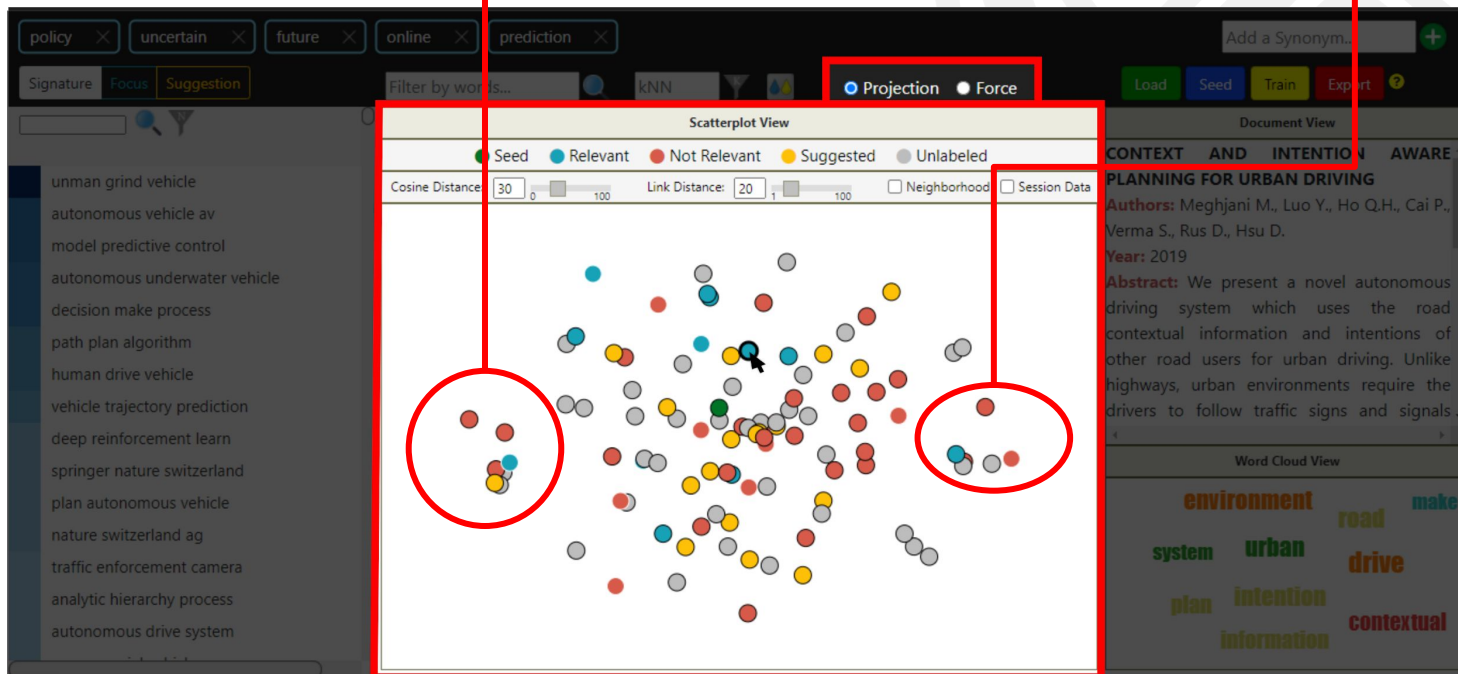 policy × uncertain × future × online × prediction ×
Add a Synonym...
Signature Focus Suggestion
Filter by words... kNN
Projection Force
Load Seed Train Export ?
Scatterplot View
Document View
Seed Relevant Not Relevant Suggested Unlabeled
Cosine Distance: 30 0 100 Link Distance: 20 1 100 Neighborhood Session Data
unman grind vehicle
autonomous vehicle av
model predictive control
autonomous underwater vehicle
decision make process
path plan algorithm
human drive vehicle
vehicle trajectory prediction
deep reinforcement learn
springer nature switzerland
plan autonomous vehicle
nature switzerland ag
traffic enforcement camera
analytic hierarchy process
autonomous drive system
CONTEXT AND INTENTION AWARE
PLANNING FOR URBAN DRIVING
Authors: Meghjani M., Luo Y., Ho Q.H., Cai P.,
Verma S., Rus D., Hsu D.
Year: 2019
Abstract: We present a novel autonomous
driving system which uses the road
contextual information and intentions of
other road users for urban driving. Unlike
highways, urban environments require the
drivers to follow traffic signs and signals
Word Cloud View
environment make
road
system urban
drive
plan intention
contextual
information